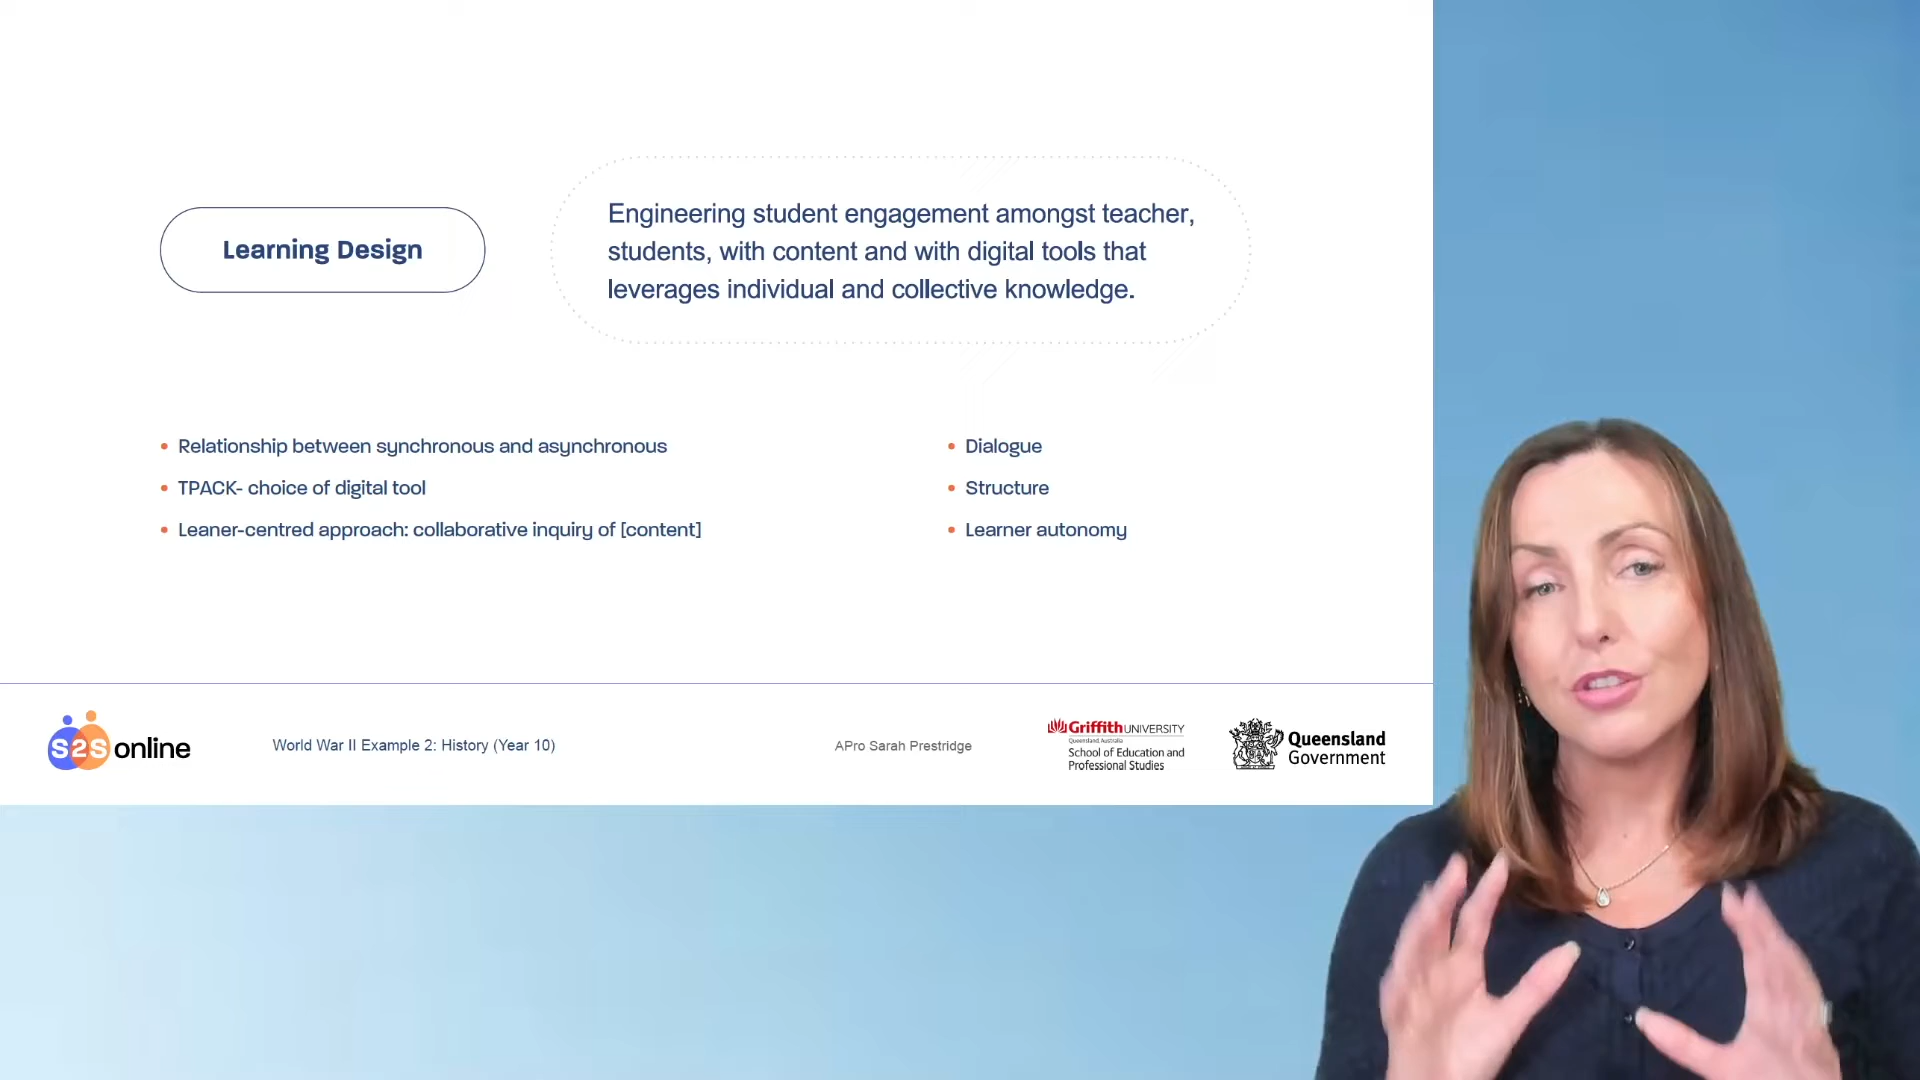 Learning Design
Engineering student engagement amongst teacher,
students, with content and with digital tools that
leverages individual and collective knowledge.
• Relationship between synchronous and asynchronous
• TPACK- choice of digital tool
• Leaner-centred approach: collaborative inquiry of [content]
• Dialogue
• Structure
• Learner autonomy
S2S online
World War II Example 2: History (Year 10)
APro Sarah Prestridge
Griffith UNIVERSITY
Queensland, Australia
School of Education and
Professional Studies
Queensland
Government